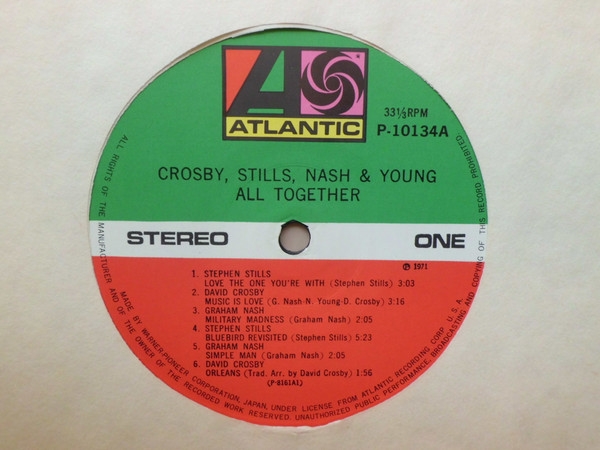 ATLANTIC
33⅓RPM
P-10134A
CROSBY, STILLS, NASH & YOUNG
ALL TOGETHER
STEREO
ONE
℗ 1971
1. STEPHEN STILLS
LOVE THE ONE YOU'RE WITH (Stephen Stills) 3:03
2. DAVID CROSBY
MUSIC IS LOVE (G. Nash-N. Young-D. Crosby) 3:16
3. GRAHAM NASH
MILITARY MADNESS (Graham Nash) 2:05
4. STEPHEN STILLS
BLUEBIRD REVISITED (Stephen Stills) 5:23
5. GRAHAM NASH
SIMPLE MAN (Graham Nash) 2:05
6. DAVID CROSBY
ORLEANS (Trad. Arr. by David Crosby) 1:56
(P-8161A1)
ALL RIGHTS OF THE MANUFACTURER AND OF THE OWNER OF THE RECORDED WORK RESERVED. UNAUTHORIZED PUBLIC PERFORMANCE, BROADCASTING AND COPYING OF THIS RECORD PROHIBITED.
MADE BY WARNER-PIONEER CORPORATION, JAPAN, UNDER LICENSE FROM ATLANTIC RECORDING CORP. U.S.A.